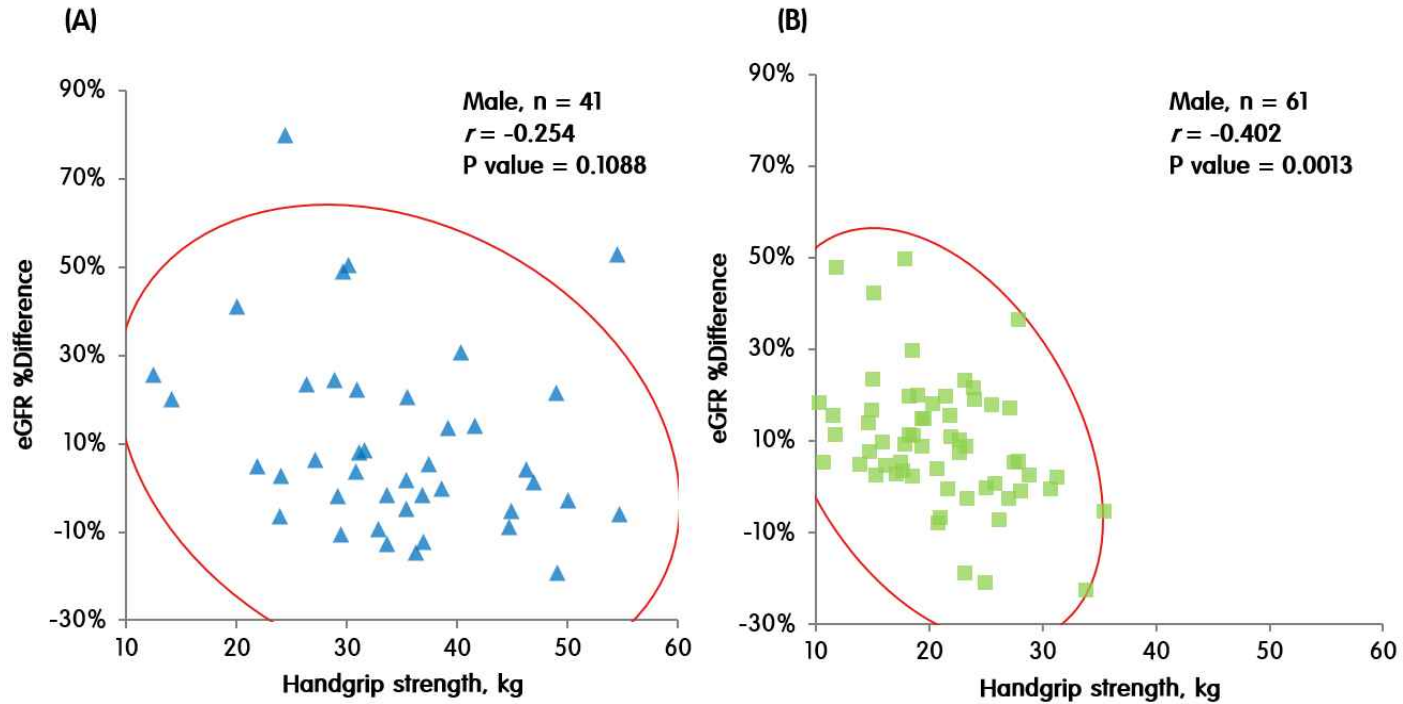 (A)
90%
70%
50%
30%
10%
-10%
-30%
10 20 30 40 50 60
eGFR %Difference
Handgrip strength, kg
Male, n = 41
r = -0.254
P value = 0.1088
(B)
90%
70%
50%
30%
10%
-10%
-30%
10 20 30 40 50 60
eGFR %Difference
Handgrip strength, kg
Male, n = 61
r = -0.402
P value = 0.0013